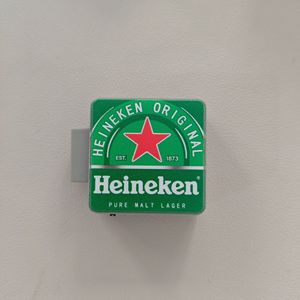 HEINEKEN ORIGINAL
EST. 1873
Heineken®
PURE MALT LAGER